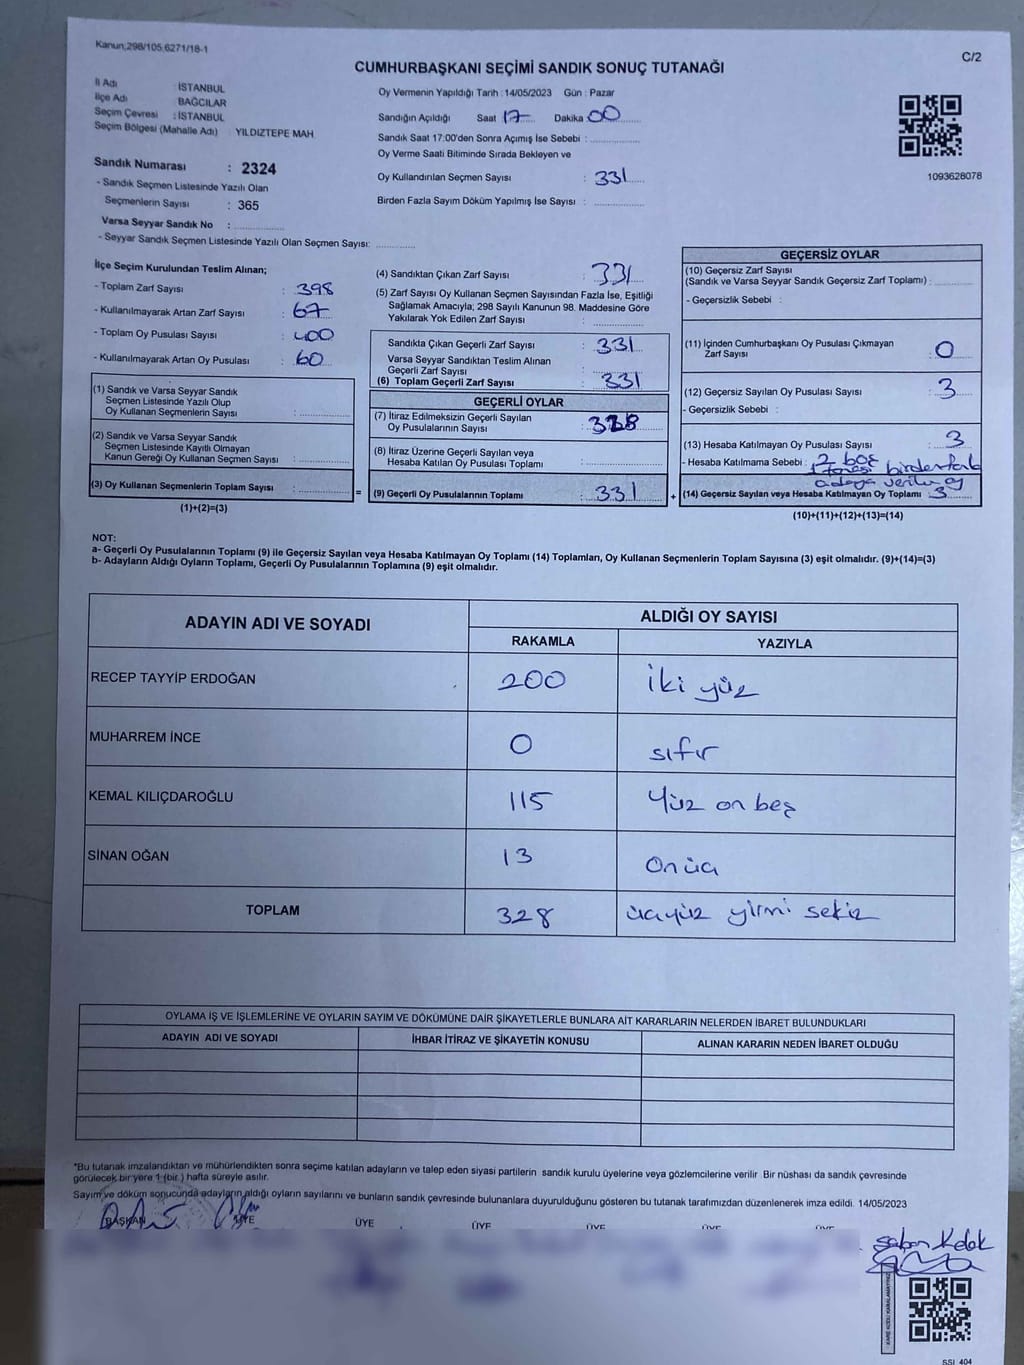 Kanun;298/105,6271/18-1
C/2
CUMHURBAŞKANI SEÇİMİ SANDIK SONUÇ TUTANAĞI
İl Adı : İSTANBUL
İlçe Adı : BAĞCILAR
Seçim Çevresi : İSTANBUL
Seçim Bölgesi (Mahalle Adı) : YILDIZTEPE MAH
Oy Vermenin Yapıldığı Tarih :14/05/2023 Gün : Pazar
Sandığın Açıldığı Saat 17 Dakika 00
Sandık Saat 17:00'den Sonra Açımış İse Sebebi :
Oy Verme Saati Bitiminde Sırada Bekleyen ve
Oy Kullandırılan Seçmen Sayısı : 331
Birden Fazla Sayım Döküm Yapılmış İse Sayısı :
1093628078
Sandık Numarası : 2324
- Sandık Seçmen Listesinde Yazılı Olan
Seçmenlerin Sayısı : 365
Varsa Seyyar Sandık No :
- Seyyar Sandık Seçmen Listesinde Yazılı Olan Seçmen Sayısı:
İlçe Seçim Kurulundan Teslim Alınan;
- Toplam Zarf Sayısı : 398
- Kullanılmayarak Artan Zarf Sayısı : 67
- Toplam Oy Pusulası Sayısı : 400
- Kullanılmayarak Artan Oy Pusulası : 60
(1) Sandık ve Varsa Seyyar Sandık
Seçmen Listesinde Yazılı Olup
Oy Kullanan Seçmenlerin Sayısı :
(2) Sandık ve Varsa Seyyar Sandık
Seçmen Listesinde Kayıtlı Olmayan
Kanun Gereği Oy Kullanan Seçmen Sayısı :
(3) Oy Kullanan Seçmenlerin Toplam Sayısı :
(1)+(2)=(3)
=
(4) Sandıktan Çıkan Zarf Sayısı : 331
(5) Zarf Sayısı Oy Kullanan Seçmen Sayısından Fazla İse, Eşitliği
Sağlamak Amacıyla; 298 Sayılı Kanunun 98. Maddesine Göre
Yakılarak Yok Edilen Zarf Sayısı :
Sandıkta Çıkan Geçerli Zarf Sayısı : 331
Varsa Seyyar Sandıktan Teslim Alınan
Geçerli Zarf Sayısı :
(6) Toplam Geçerli Zarf Sayısı : 331
GEÇERLİ OYLAR
(7) İtiraz Edilmeksizin Geçerli Sayılan
Oy Pusulalarının Sayısı : 328
(8) İtiraz Üzerine Geçerli Sayılan veya
Hesaba Katılan Oy Pusulası Toplamı :
(9) Geçerli Oy Pusulalarının Toplamı : 331
+
GEÇERSİZ OYLAR
(10) Geçersiz Zarf Sayısı
(Sandık ve Varsa Seyyar Sandık Geçersiz Zarf Toplamı) :
- Geçersizlik Sebebi :
(11) İçinden Cumhurbaşkanı Oy Pusulası Çıkmayan
Zarf Sayısı : 0
(12) Geçersiz Sayılan Oy Pusulası Sayısı : 3
- Geçersizlik Sebebi :
(13) Hesaba Katılmayan Oy Pusulası Sayısı : 3
- Hesaba Katılmama Sebebi : 2 boş
1 tanesi birden fazla
adaya verilen oy
(14) Geçersiz Sayılan veya Hesaba Katılmayan Oy Toplamı : 3
(10)+(11)+(12)+(13)=(14)
NOT:
a- Geçerli Oy Pusulalarının Toplamı (9) ile Geçersiz Sayılan veya Hesaba Katılmayan Oy Toplamı (14) Toplamları, Oy Kullanan Seçmenlerin Toplam Sayısına (3) eşit olmalıdır. (9)+(14)=(3)
b- Adayların Aldığı Oyların Toplamı, Geçerli Oy Pusulalarının Toplamına (9) eşit olmalıdır.
ADAYIN ADI VE SOYADI
ALDIĞI OY SAYISI
RAKAMLA YAZIYLA
RECEP TAYYİP ERDOĞAN 200 iki yüz
MUHARREM İNCE 0 sıfır
KEMAL KILIÇDAROĞLU 115 Yüz on beş
SİNAN OĞAN 13 Onüç
TOPLAM 328 üçyüz yirmi sekiz
OYLAMA İŞ VE İŞLEMLERİNE VE OYLARIN SAYIM VE DÖKÜMÜNE DAİR ŞİKAYETLERLE BUNLARA AİT KARARLARIN NELERDEN İBARET BULUNDUKLARI
ADAYIN ADI VE SOYADI İHBAR İTİRAZ VE ŞİKAYETİN KONUSU ALINAN KARARIN NEDEN İBARET OLDUĞU
*Bu tutanak imzalandıktan ve mühürlendikten sonra seçime katılan adayların ve talep eden siyasi partilerin sandık kurulu üyelerine veya gözlemcilerine verilir Bir nüshası da sandık çevresinde
görülecek bir yere 1 (bir ) hafta süreyle asılır.
Sayım ve döküm sonucunda adayların aldığı oyların sayılarını ve bunların sandık çevresinde bulunanlara duyurulduğunu gösteren bu tutanak tarafımızdan düzenlenerek imza edildi. 14/05/2023
BAŞKAN ÜYE ÜYE ÜYE ÜYE ÜYE ÜYE
SSI 404